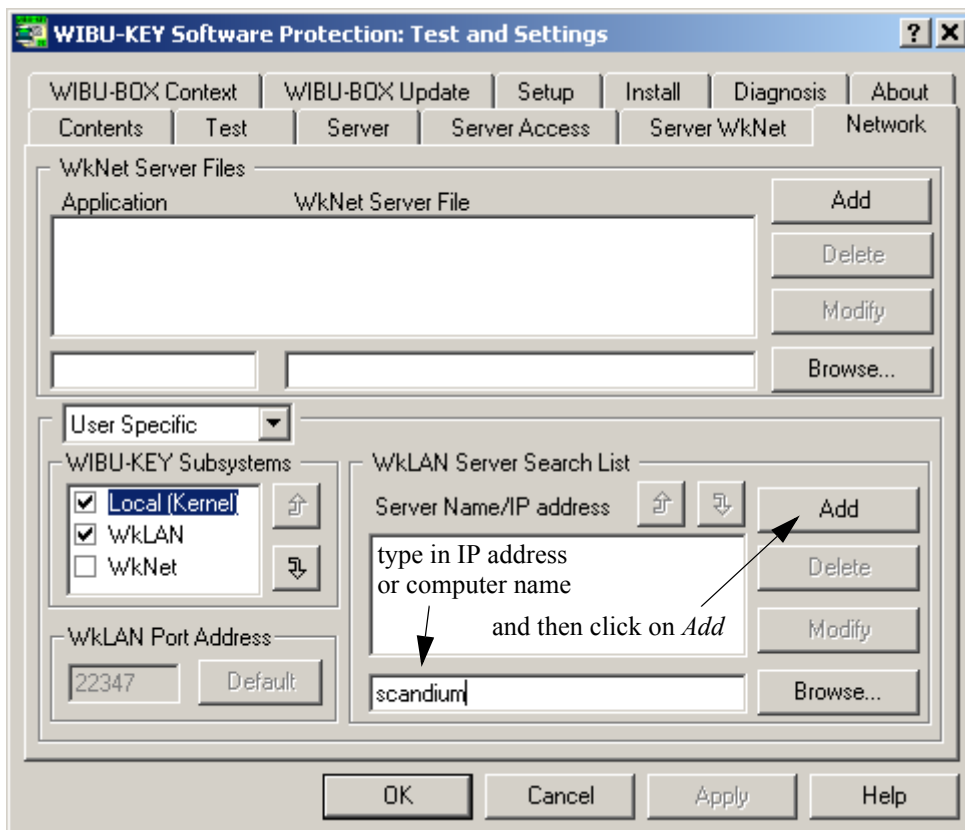 WIBU-KEY Software Protection: Test and Settings
WIBU-BOX Context WIBU-BOX Update Setup Install Diagnosis About
Contents Test Server Server Access Server WkNet Network
WkNet Server Files
Application WkNet Server File
Add
Delete
Modify
Browse...
User Specific
WIBU-KEY Subsystems
Local (Kernel)
WkLAN
WkNet
WkLAN Port Address
22347 Default
WkLAN Server Search List
Server Name/IP address
Add
type in IP address
or computer name
Delete
and then click on Add
Modify
scandium
Browse...
OK Cancel Apply Help